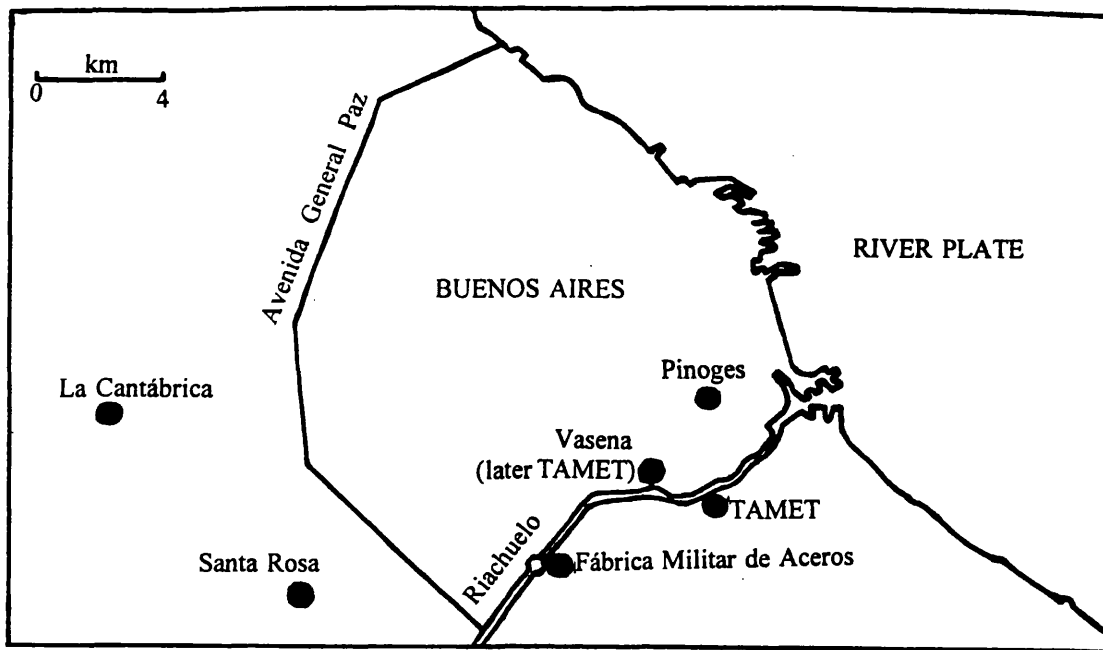 km
0 4
Avenida General Paz
RIVER PLATE
BUENOS AIRES
La Cantábrica
Pinoges
Vasena
(later TAMET)
TAMET
Riachuelo
Fábrica Militar de Aceros
Santa Rosa